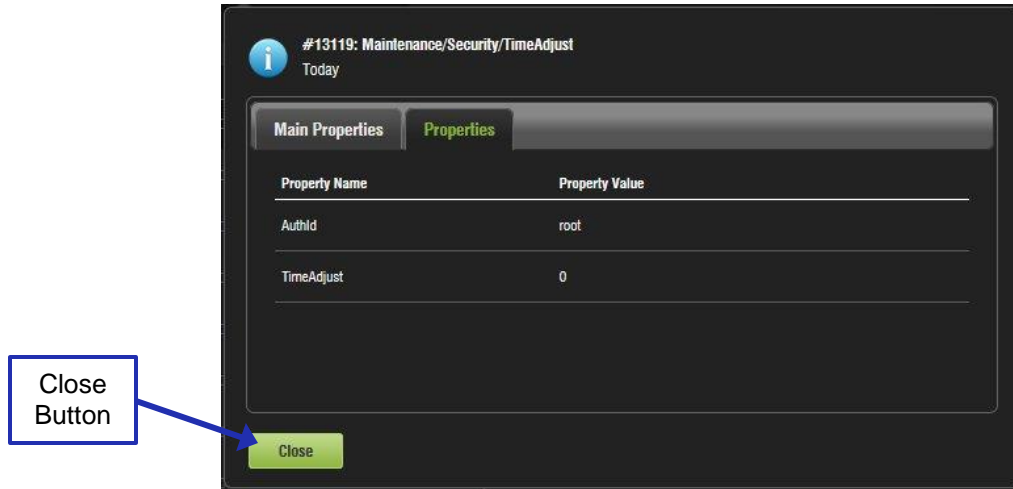 #13119: Maintenance/Security/TimeAdjust
Today
Main Properties Properties
Property Name Property Value
AuthId root
TimeAdjust 0
Close
Button
Close